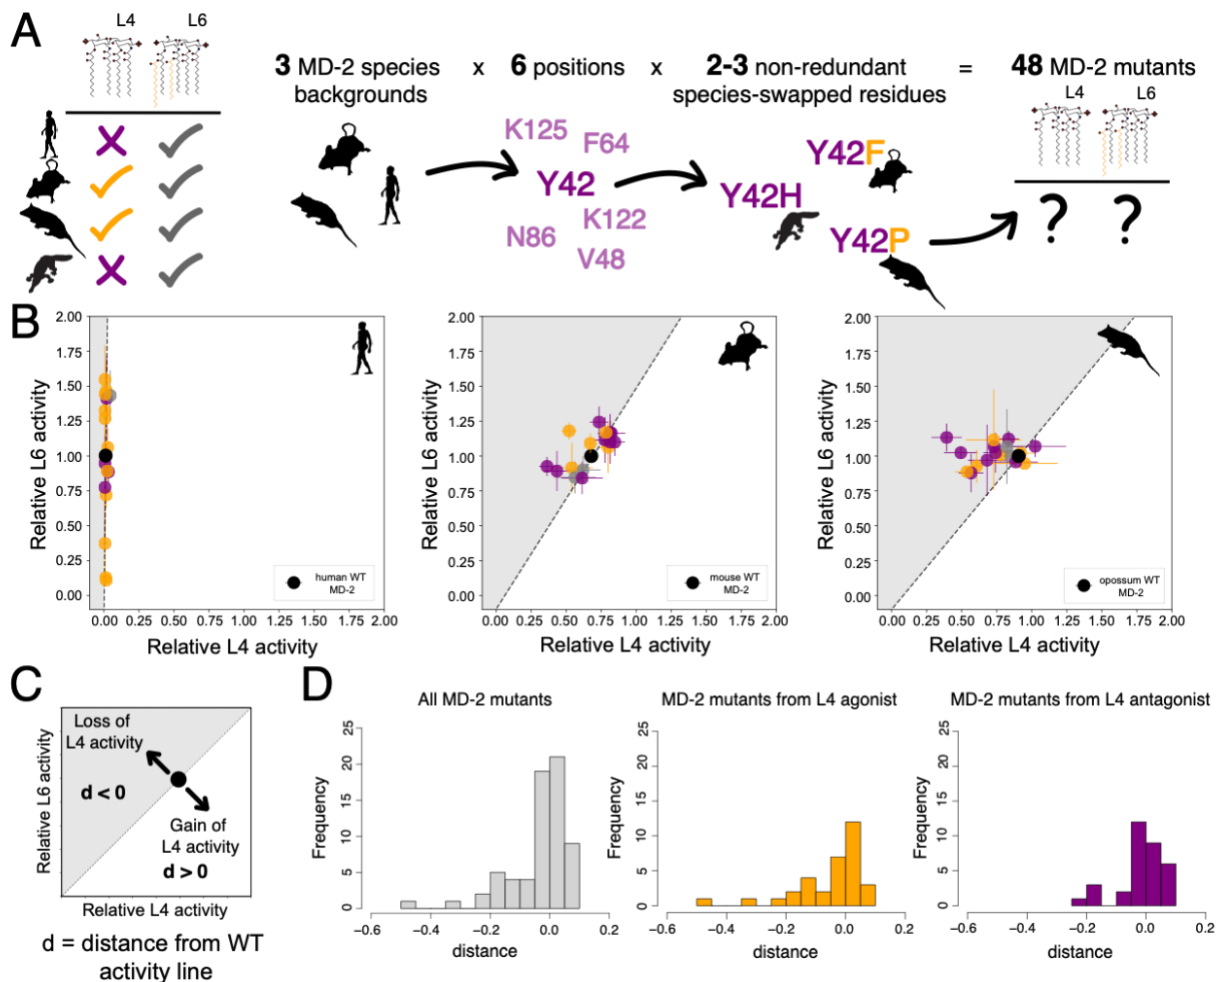 A
L4
L6
3 MD-2 species
backgrounds
x
6 positions
x
2-3 non-redundant
species-swapped residues
=
48 MD-2 mutants
L4
L6
K125
F64
Y42
K122
N86
V48
Y42F
Y42H
Y42P
? ?
B
2.00
1.75
1.50
1.25
1.00
0.75
0.50
0.25
0.00
Relative L6 activity
human WT
MD-2
0.00 0.25 0.50 0.75 1.00 1.25 1.50 1.75 2.00
Relative L4 activity
2.00
1.75
1.50
1.25
1.00
0.75
0.50
0.25
0.00
Relative L6 activity
mouse WT
MD-2
0.00 0.25 0.50 0.75 1.00 1.25 1.50 1.75 2.00
Relative L4 activity
2.00
1.75
1.50
1.25
1.00
0.75
0.50
0.25
0.00
Relative L6 activity
opossum WT
MD-2
0.00 0.25 0.50 0.75 1.00 1.25 1.50 1.75 2.00
Relative L4 activity
C
Relative L6 activity
Loss of
L4 activity
d < 0
Gain of
L4 activity
d > 0
Relative L4 activity
d = distance from WT
activity line
D
All MD-2 mutants
Frequency
25
20
15
10
5
0
−0.6 −0.4 −0.2 0.0 0.2
distance
MD-2 mutants from L4 agonist
Frequency
25
20
15
10
5
0
−0.6 −0.4 −0.2 0.0 0.2
distance
MD-2 mutants from L4 antagonist
Frequency
25
20
15
10
5
0
−0.6 −0.4 −0.2 0.0 0.2
distance